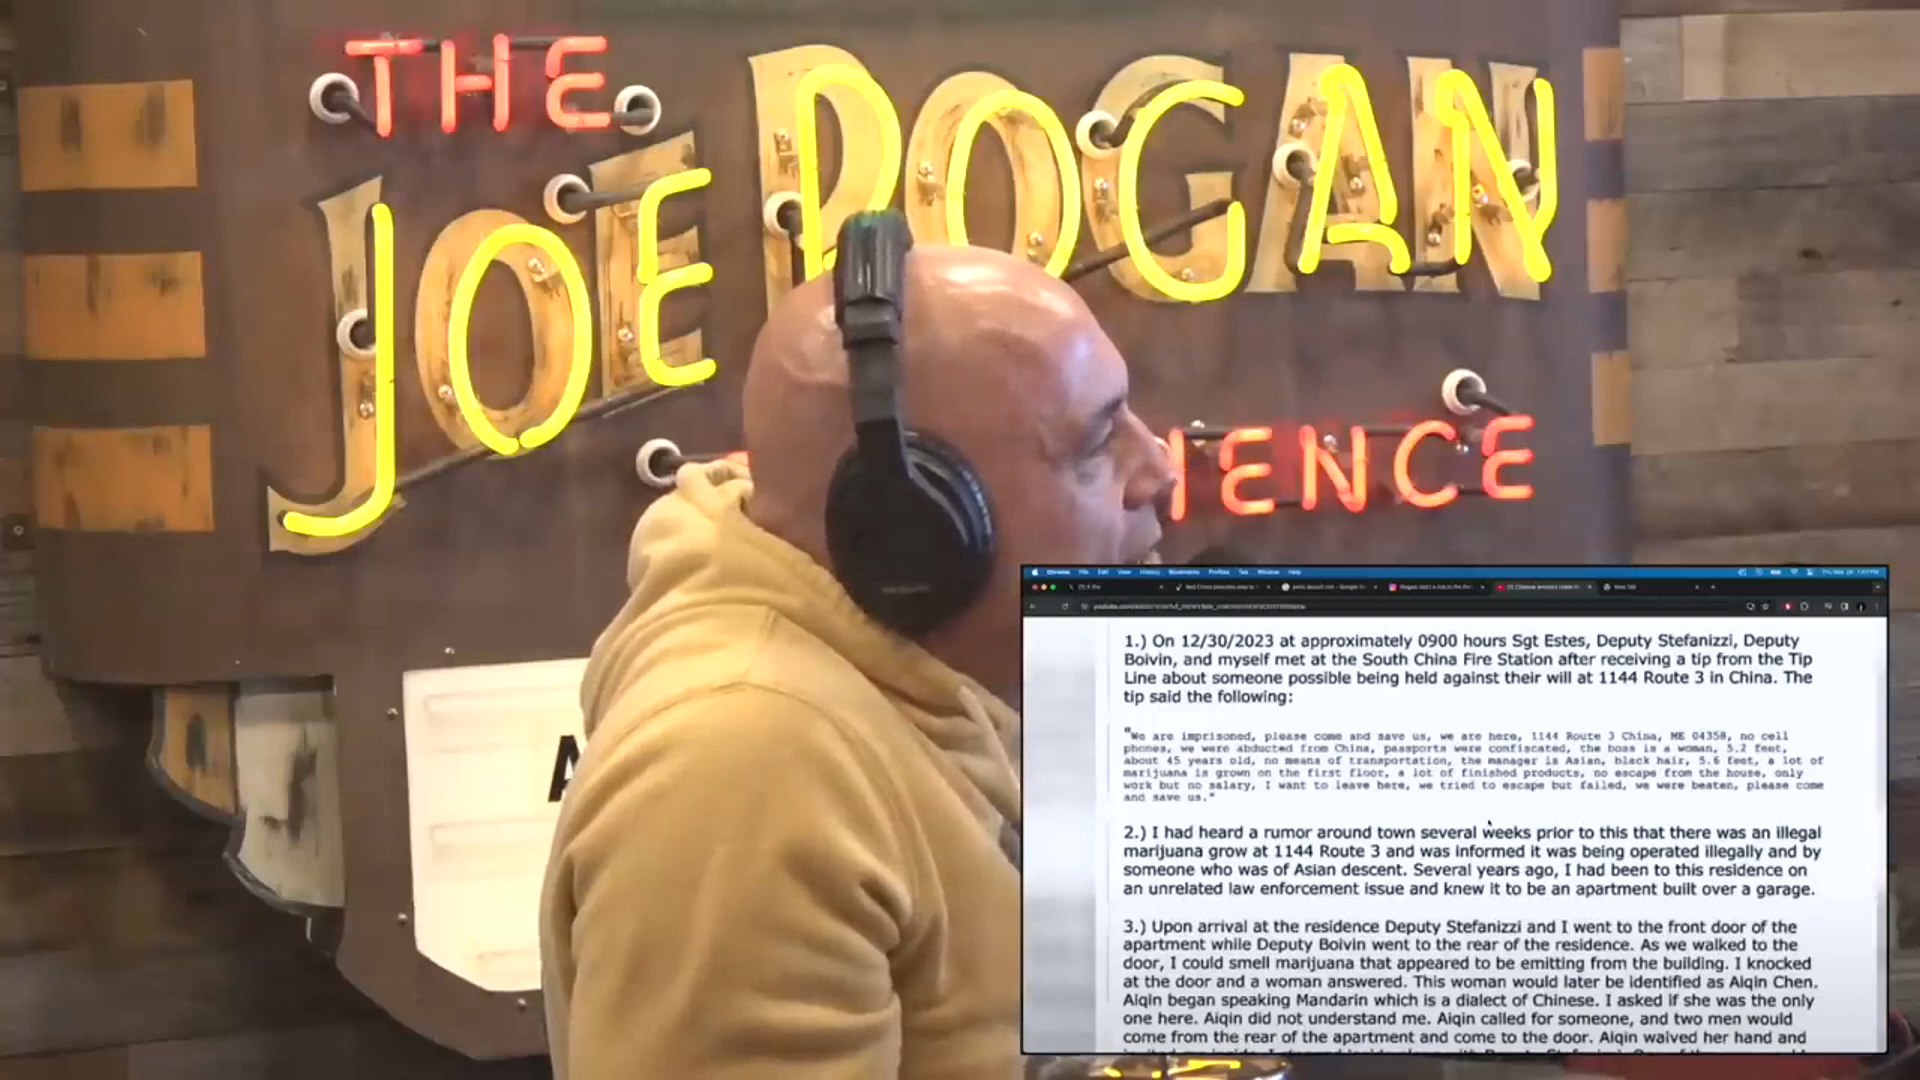 THE
JOE ROGAN
IENCE
A
1.) On 12/30/2023 at approximately 0900 hours Sgt Estes, Deputy Stefanizzi, Deputy
Boivin, and myself met at the South China Fire Station after receiving a tip from the Tip
Line about someone possible being held against their will at 1144 Route 3 in China. The
tip said the following:
"We are imprisoned, please come and save us, we are here, 1144 Route 3 China, ME 04358, no cell
phones, we were abducted from China, passports were confiscated, the boss is a woman, 5.2 feet,
about 45 years old, no means of transportation, the manager is Asian, black hair, 5.6 feet, a lot of
marijuana is grown on the first floor, a lot of finished products, no escape from the house, only
work but no salary, I want to leave here, we tried to escape but failed, we were beaten, please come
and save us."
2.) I had heard a rumor around town several weeks prior to this that there was an illegal
marijuana grow at 1144 Route 3 and was informed it was being operated illegally and by
someone who was of Asian descent. Several years ago, I had been to this residence on
an unrelated law enforcement issue and knew it to be an apartment built over a garage.
3.) Upon arrival at the residence Deputy Stefanizzi and I went to the front door of the
apartment while Deputy Boivin went to the rear of the residence. As we walked to the
door, I could smell marijuana that appeared to be emitting from the building. I knocked
at the door and a woman answered. This woman would later be identified as Aiqin Chen.
Aiqin began speaking Mandarin which is a dialect of Chinese. I asked if she was the only
one here. Aiqin did not understand me. Aiqin called for someone, and two men would
come from the rear of the apartment and come to the door. Aiqin waived her hand and